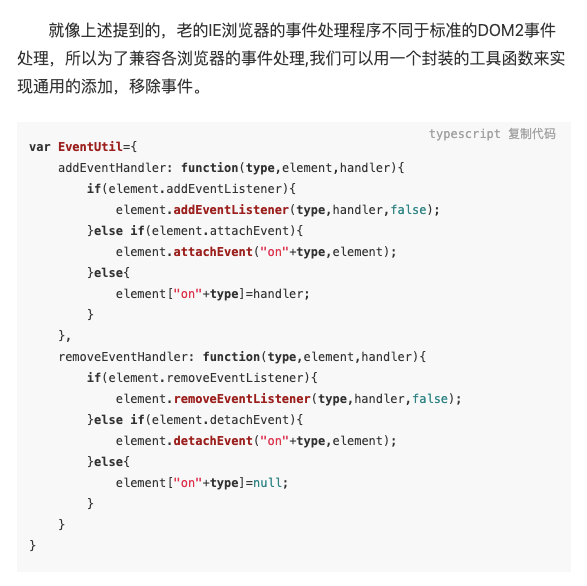 就像上述提到的，老的IE浏览器的事件处理程序不同于标准的DOM2事件
处理，所以为了兼容各浏览器的事件处理,我们可以用一个封装的工具函数来实
现通用的添加，移除事件。
typescript 复制代码
var EventUtil={
    addEventHandler: function(type,element,handler){
        if(element.addEventListener){
            element.addEventListener(type,handler,false);
        }else if(element.attachEvent){
            element.attachEvent("on"+type,element);
        }else{
            element["on"+type]=handler;
        }
    },
    removeEventHandler: function(type,element,handler){
        if(element.removeEventListener){
            element.removeEventListener(type,handler,false);
        }else if(element.detachEvent){
            element.detachEvent("on"+type,element);
        }else{
            element["on"+type]=null;
        }
    }
}